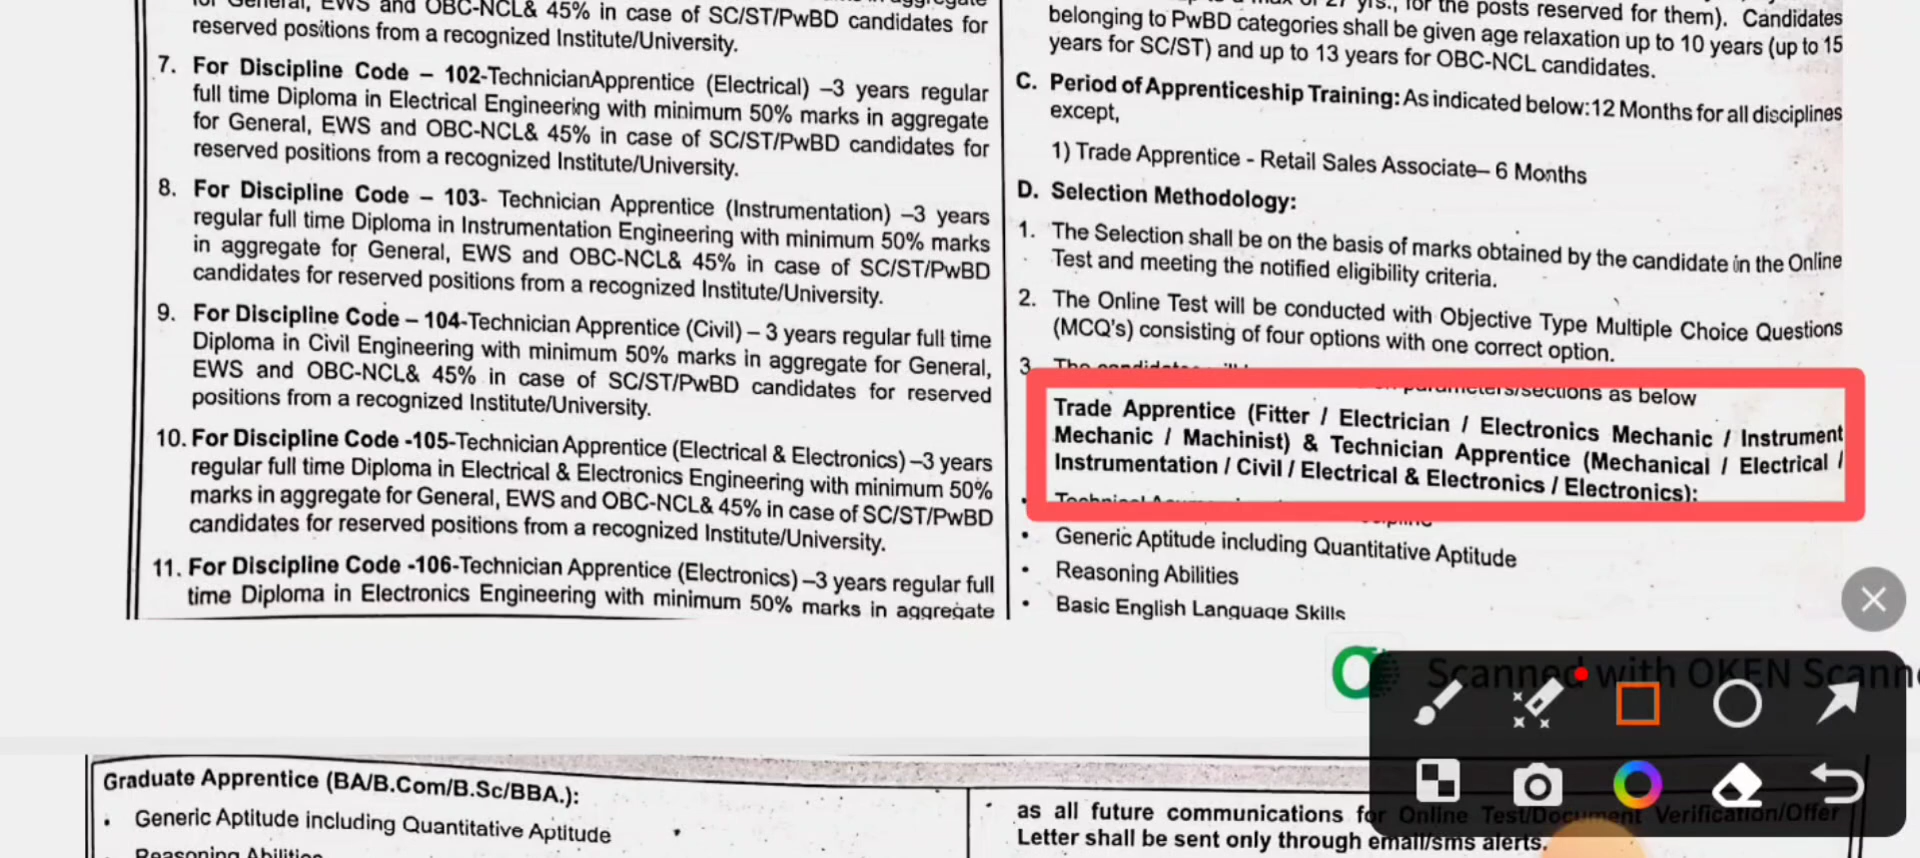 for General, EWS and OBC-NCL& 45% in case of SC/ST/PwBD candidates for
reserved positions from a recognized Institute/University.
7. For Discipline Code – 102-TechnicianApprentice (Electrical) –3 years regular
full time Diploma in Electrical Engineering with minimum 50% marks in aggregate
for General, EWS and OBC-NCL& 45% in case of SC/ST/PwBD candidates for
reserved positions from a recognized Institute/University.
8. For Discipline Code – 103- Technician Apprentice (Instrumentation) –3 years
regular full time Diploma in Instrumentation Engineering with minimum 50% marks
in aggregate for General, EWS and OBC-NCL& 45% in case of SC/ST/PwBD
candidates for reserved positions from a recognized Institute/University.
9. For Discipline Code – 104-Technician Apprentice (Civil) – 3 years regular full time
Diploma in Civil Engineering with minimum 50% marks in aggregate for General,
EWS and OBC-NCL& 45% in case of SC/ST/PwBD candidates for reserved
positions from a recognized Institute/University.
10. For Discipline Code -105-Technician Apprentice (Electrical & Electronics) –3 years
regular full time Diploma in Electrical & Electronics Engineering with minimum 50%
marks in aggregate for General, EWS and OBC-NCL& 45% in case of SC/ST/PwBD
candidates for reserved positions from a recognized Institute/University.
11. For Discipline Code -106-Technician Apprentice (Electronics) –3 years regular full
time Diploma in Electronics Engineering with minimum 50% marks in aggregate
yrs., for the posts reserved for them). Candidates
belonging to PwBD categories shall be given age relaxation up to 10 years (up to 15
years for SC/ST) and up to 13 years for OBC-NCL candidates.
C. Period of Apprenticeship Training: As indicated below:12 Months for all disciplines
except,
1) Trade Apprentice - Retail Sales Associate– 6 Months
D. Selection Methodology:
1. The Selection shall be on the basis of marks obtained by the candidate in the Online
Test and meeting the notified eligibility criteria.
2. The Online Test will be conducted with Objective Type Multiple Choice Questions
(MCQ's) consisting of four options with one correct option.
3. parameters/sections as below
Trade Apprentice (Fitter / Electrician / Electronics Mechanic / Instrument
Mechanic / Machinist) & Technician Apprentice (Mechanical / Electrical /
Instrumentation / Civil / Electrical & Electronics / Electronics):
• Generic Aptitude including Quantitative Aptitude
• Reasoning Abilities
• Basic English Language Skills
Scanned with OKEN Scanne
Graduate Apprentice (BA/B.Com/B.Sc/BBA.):
• Generic Aptitude including Quantitative Aptitude
Reasoning Abilities
as all future communications for Online Test/Document Verification/Offer
Letter shall be sent only through email/sms alerts.